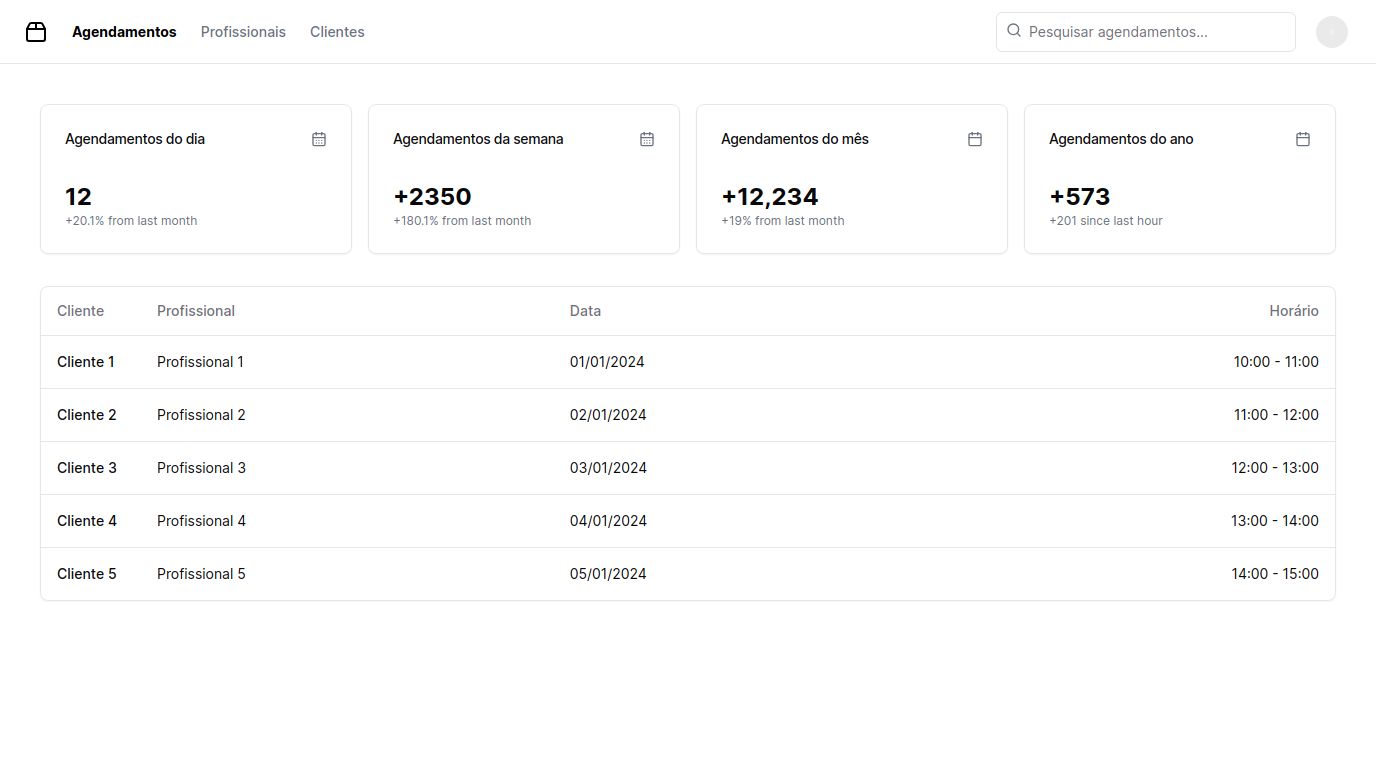 Agendamentos Profissionais Clientes Pesquisar agendamentos...
Agendamentos do dia
12
+20.1% from last month
Agendamentos da semana
+2350
+180.1% from last month
Agendamentos do mês
+12,234
+19% from last month
Agendamentos do ano
+573
+201 since last hour
Cliente Profissional Data Horário
Cliente 1 Profissional 1 01/01/2024 10:00 - 11:00
Cliente 2 Profissional 2 02/01/2024 11:00 - 12:00
Cliente 3 Profissional 3 03/01/2024 12:00 - 13:00
Cliente 4 Profissional 4 04/01/2024 13:00 - 14:00
Cliente 5 Profissional 5 05/01/2024 14:00 - 15:00